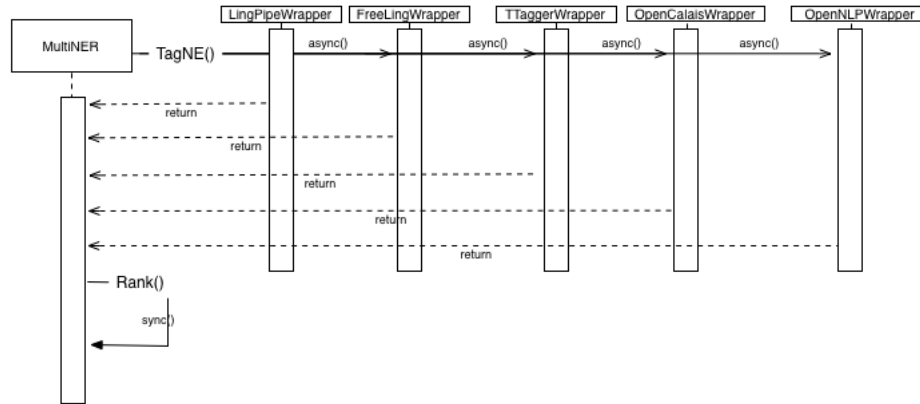 LingPipeWrapper
FreeLingWrapper
TTaggerWrapper
OpenCalaisWrapper
OpenNLPWrapper
MultiNER
TagNE()
async()
async()
async()
async()
return
return
return
return
return
Rank()
sync()